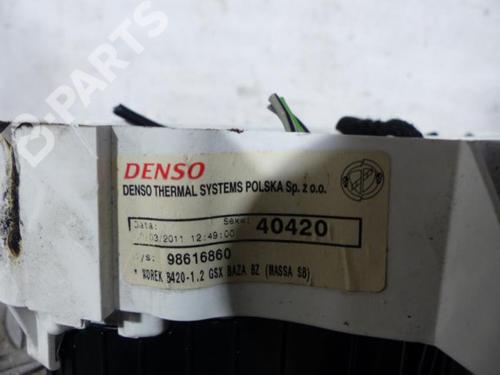 B-PARTS
DENSO
DENSO THERMAL SYSTEMS POLSKA Sp. z o.o.
Data: Sekw:
/03/2011 12:49:00 40420
ys: 98616860
* WOREK B420-1.2 GSX BAZA BZ (MASSA SB)